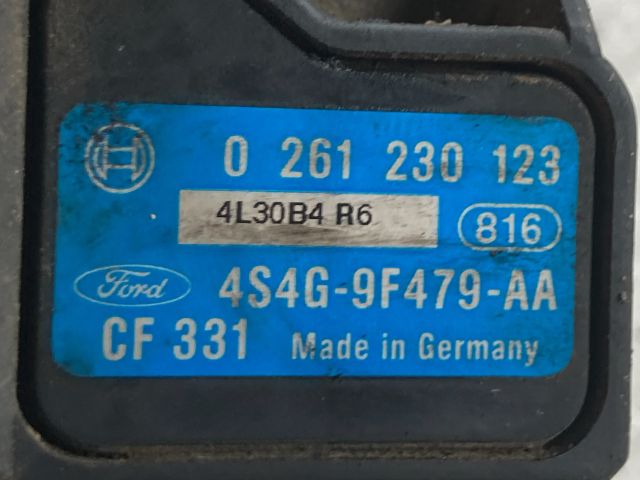 0 261 230 123
4L30B4 R6
816
Ford
4S4G-9F479-AA
CF 331 Made in Germany